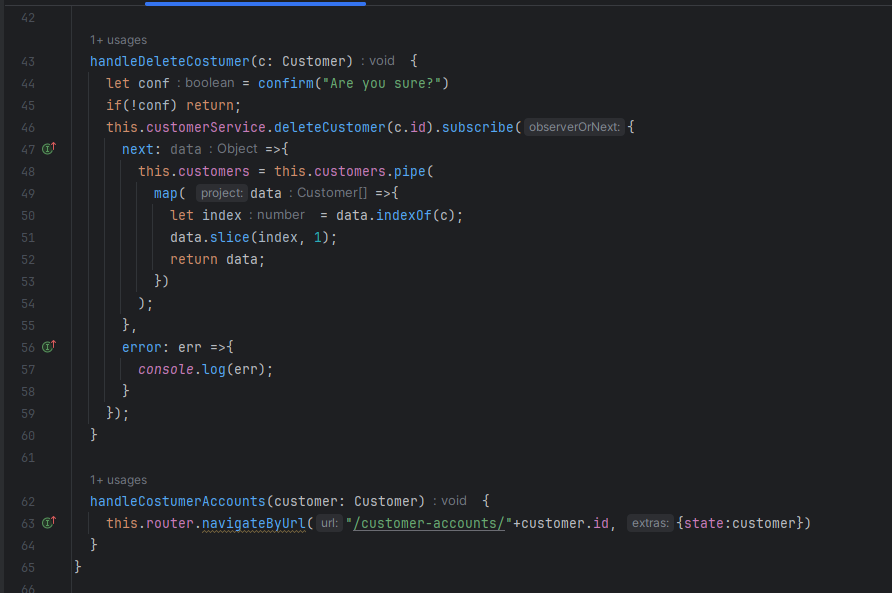 42
1+ usages
43 handleDeleteCostumer(c: Customer) : void {
44 let conf : boolean = confirm("Are you sure?")
45 if(!conf) return;
46 this.customerService.deleteCustomer(c.id).subscribe( observerOrNext: {
47 next: data : Object =>{
48 this.customers = this.customers.pipe(
49 map( project: data : Customer[] =>{
50 let index : number = data.indexOf(c);
51 data.slice(index, 1);
52 return data;
53 })
54 );
55 },
56 error: err =>{
57 console.log(err);
58 }
59 });
60 }
61
1+ usages
62 handleCostumerAccounts(customer: Customer) : void {
63 this.router.navigateByUrl( url: "/customer-accounts/"+customer.id, extras: {state:customer})
64 }
65 }
66